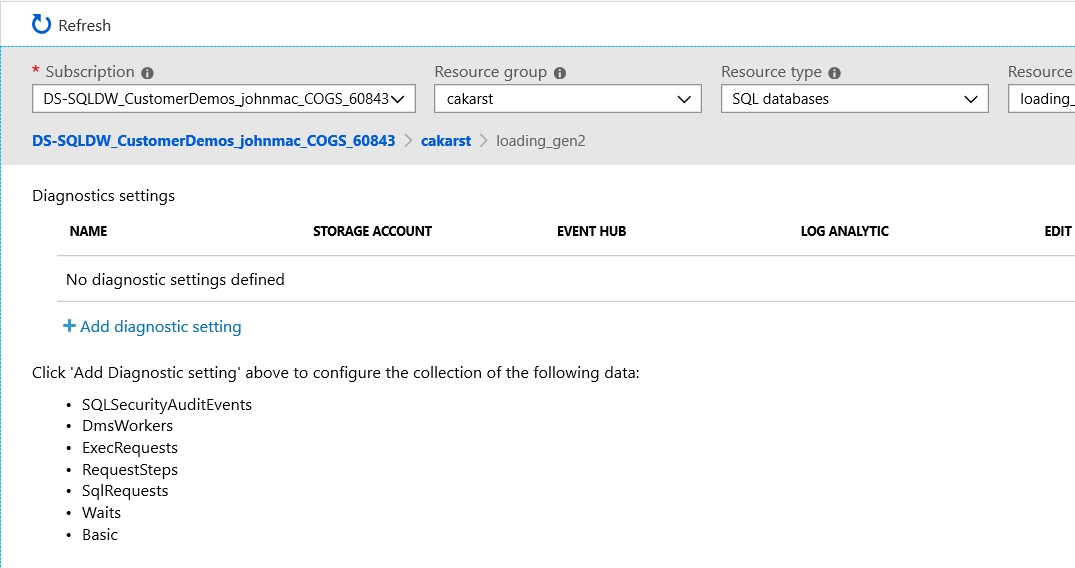 Refresh
* Subscription Resource group Resource type Resource
DS-SQLDW_CustomerDemos_johnmac_COGS_60843 cakarst SQL databases loading_
DS-SQLDW_CustomerDemos_johnmac_COGS_60843 > cakarst > loading_gen2
Diagnostics settings
NAME STORAGE ACCOUNT EVENT HUB LOG ANALYTIC EDIT
No diagnostic settings defined
+ Add diagnostic setting
Click 'Add Diagnostic setting' above to configure the collection of the following data:
• SQLSecurityAuditEvents
• DmsWorkers
• ExecRequests
• RequestSteps
• SqlRequests
• Waits
• Basic